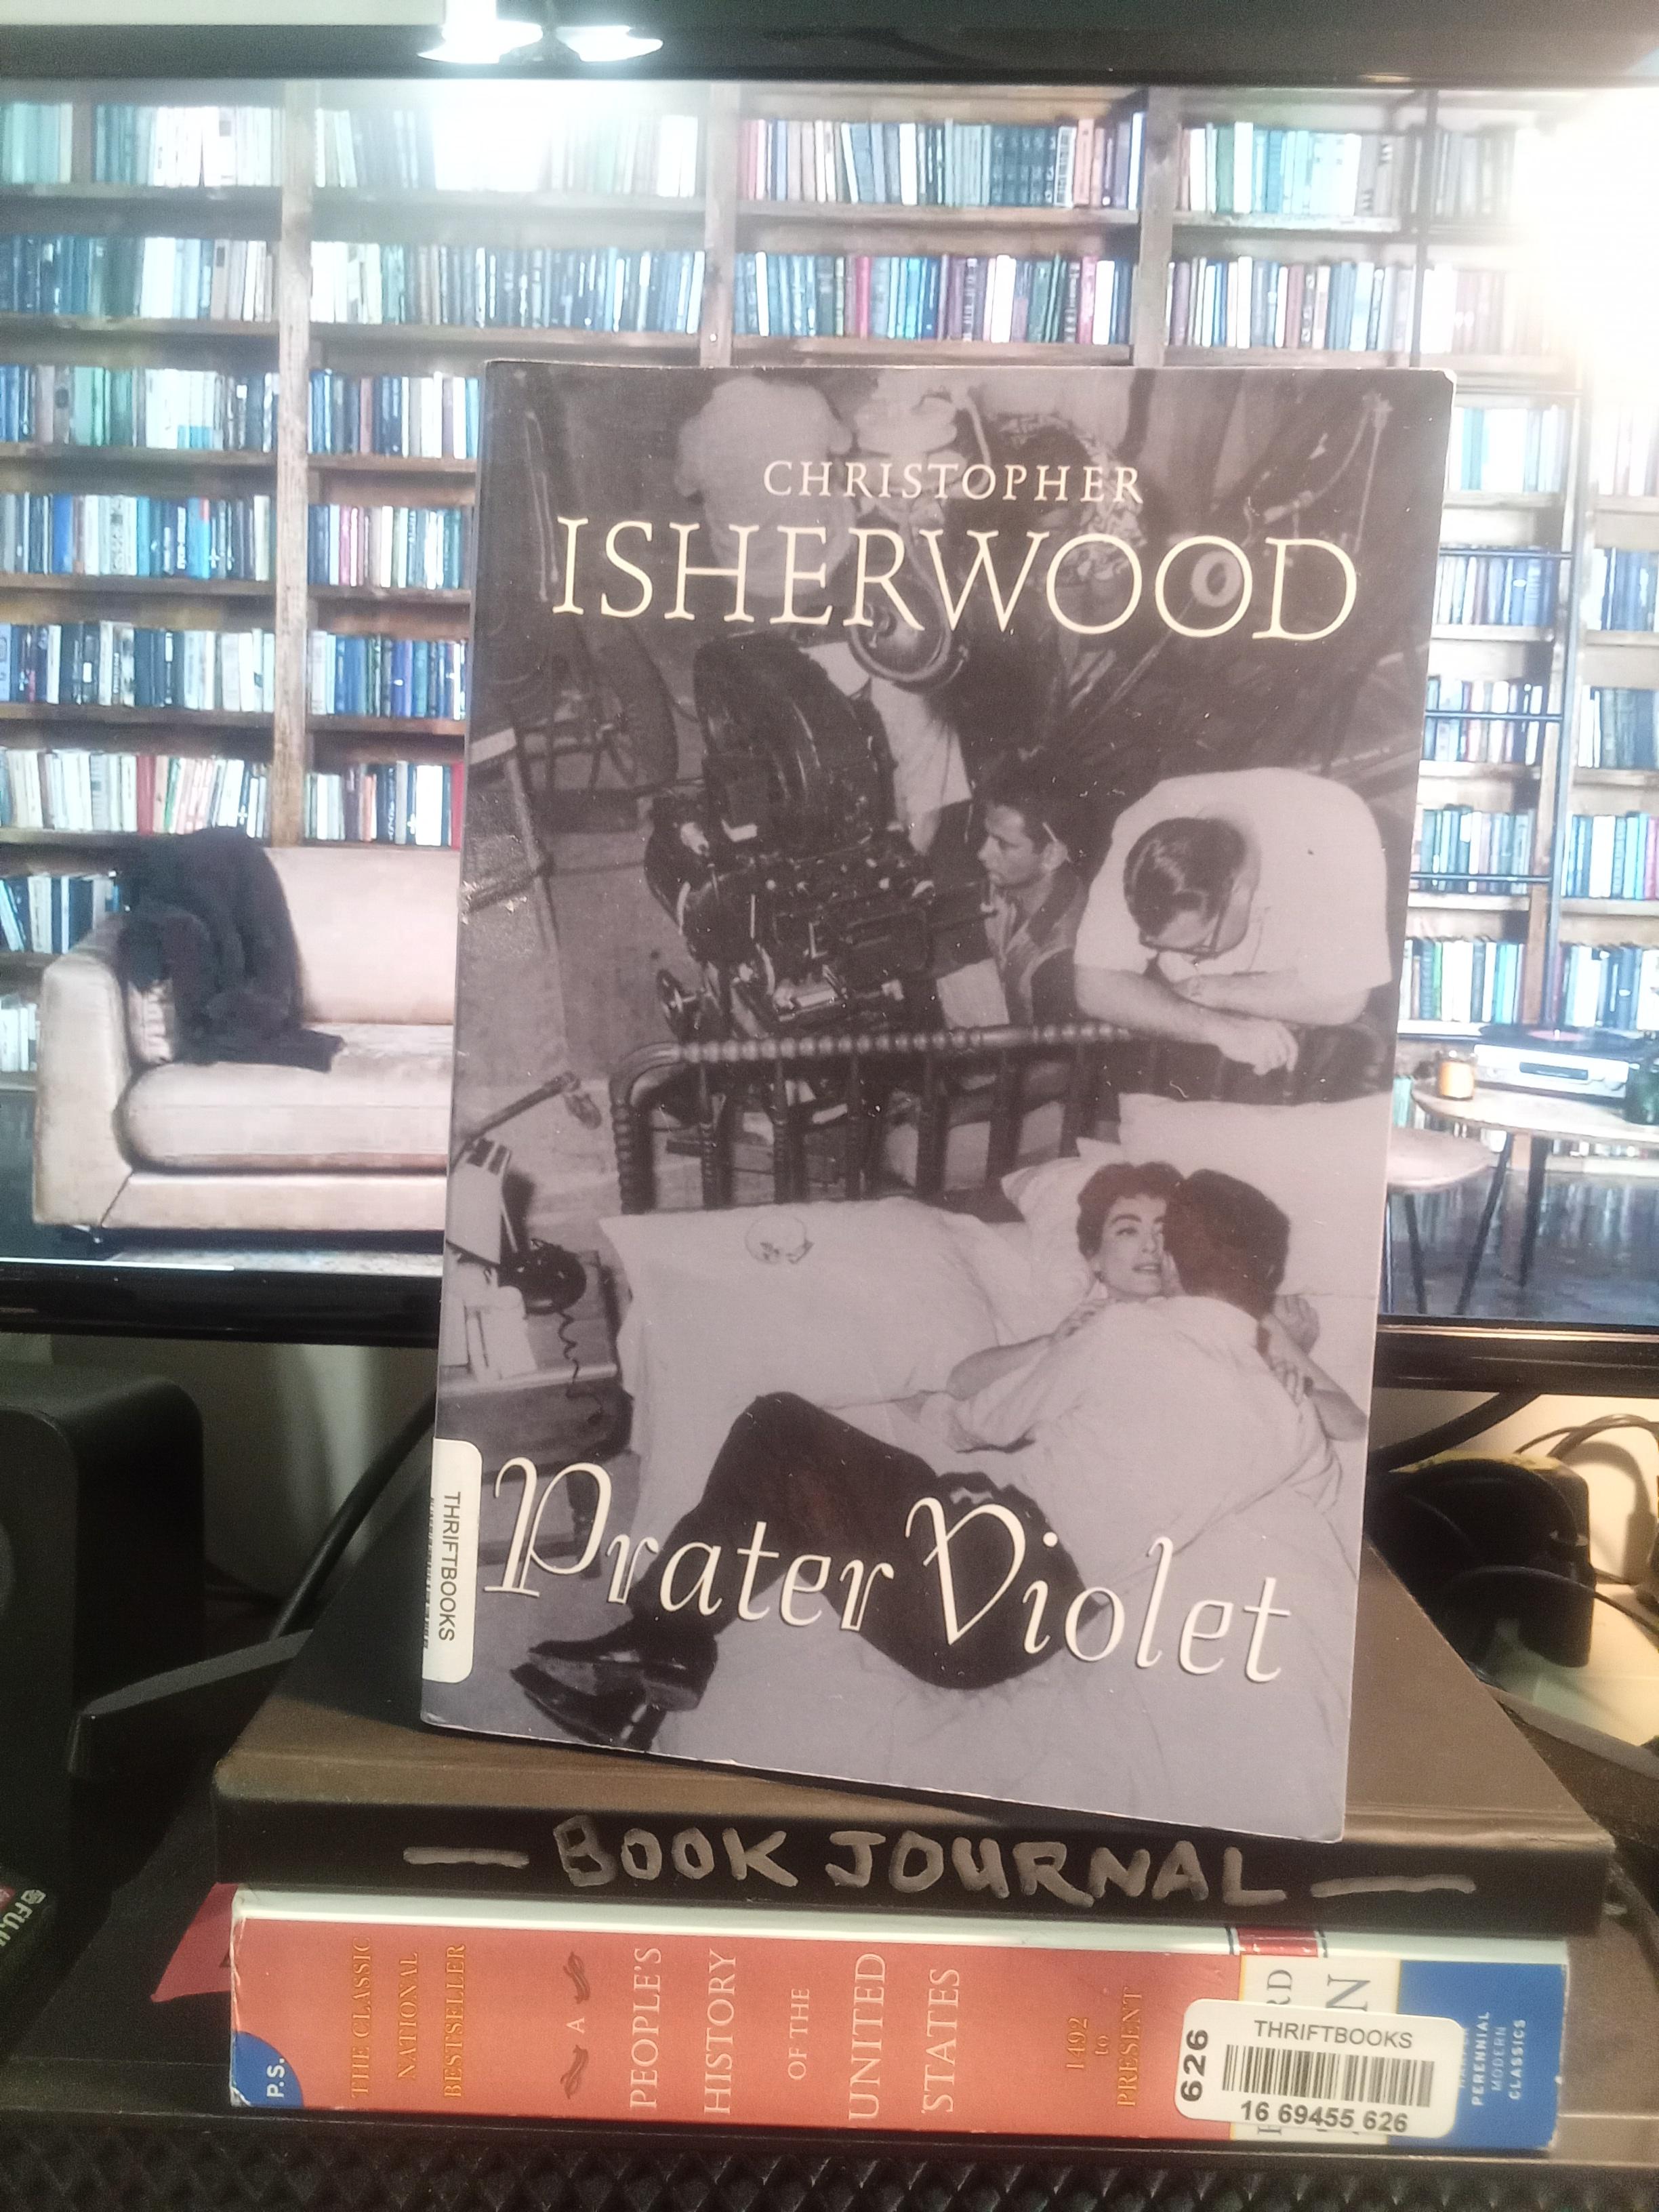 CHRISTOPHER
ISHERWOOD
Prater Violet
THRIFTBOOKS
— BOOK JOURNAL —
P.S.
THE CLASSIC
NATIONAL
BESTSELLER
A
PEOPLE'S
HISTORY
OF THE
UNITED
STATES
1492
to
PRESENT
626
THRIFTBOOKS
16 69455 626
PERENNIAL
MODERN
CLASSICS